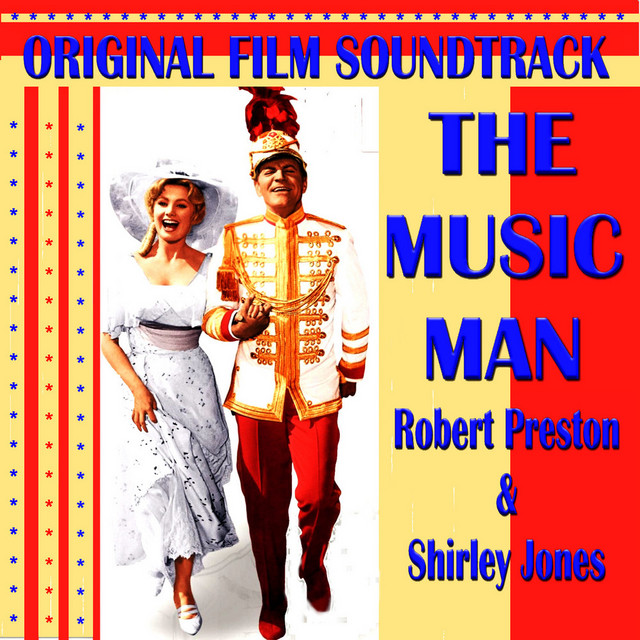 ORIGINAL FILM SOUNDTRACK
THE
MUSIC
MAN
Robert Preston
&
Shirley Jones